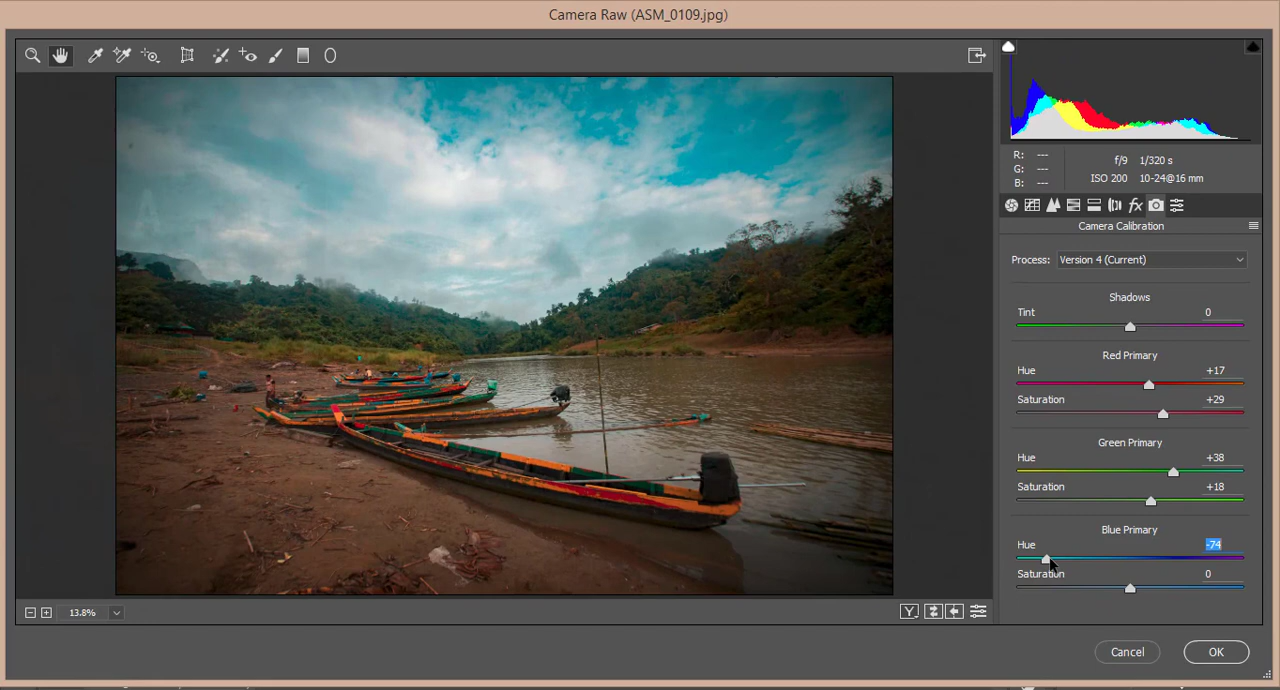 Camera Raw (ASM_0109.jpg)
R: ---
G: ---
B: ---
f/9 1/320 s
ISO 200 10-24@16 mm
fx
Camera Calibration
Process: Version 4 (Current)
Shadows
Tint 0
Red Primary
Hue +17
Saturation +29
Green Primary
Hue +38
Saturation +18
Blue Primary
Hue -74
Saturation 0
13.8%
Y
Cancel OK